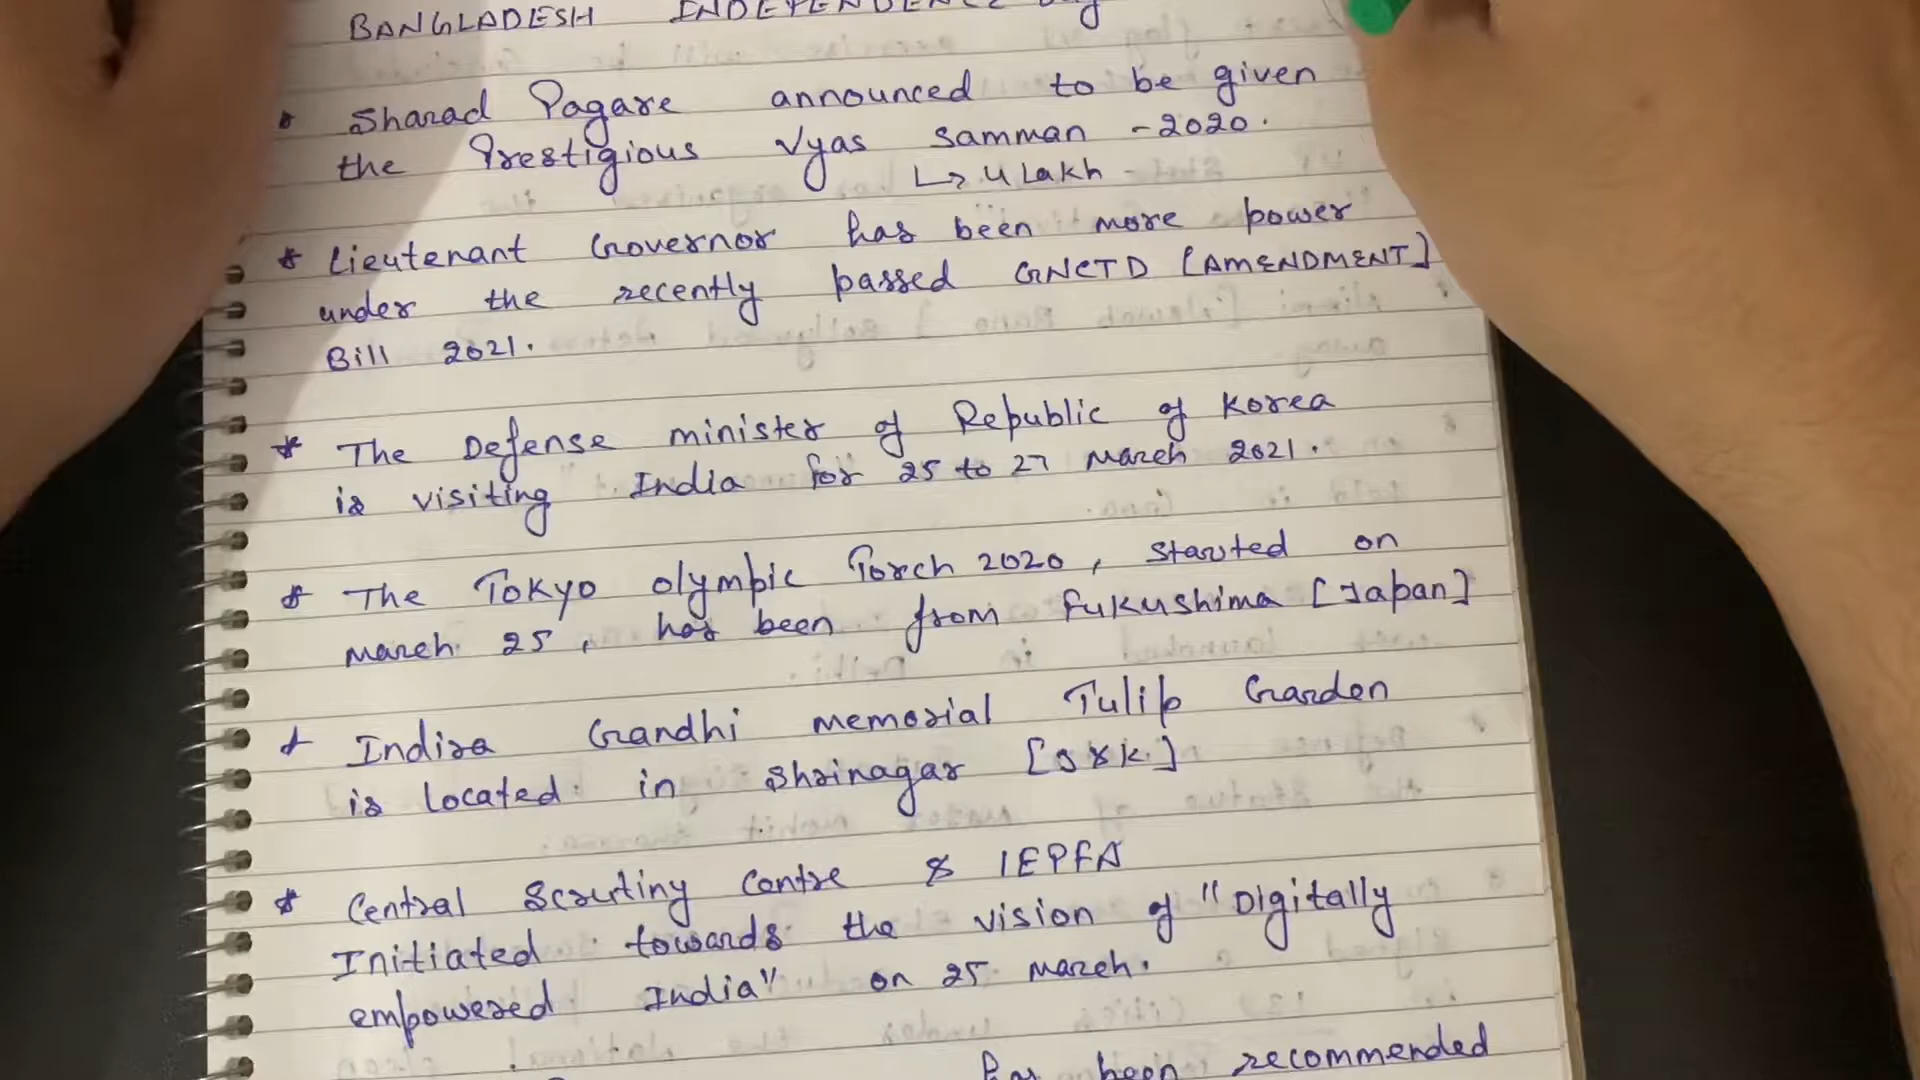 BANGLADESH INDEPENDENCE Day
* Sharad Pagare announced to be given
the Prestigious Vyas Samman - 2020.
↳ 4 Lakh
* Lieutenant Governor has been more power
under the recently passed GNCTD [AMENDMENT]
Bill 2021.
* The Defense minister of Republic of Korea
is visiting India for 25 to 27 March 2021.
* The Tokyo Olympic Torch 2020, started on
March 25, has been from Fukushima [Japan]
* Indira Gandhi memorial Tulip Garden
is located in Shrinagar [J&K]
* Central Scrutiny Centre & IEPFA
Initiated towards the vision of "Digitally
empowered India" on 25 March.
has been recommended